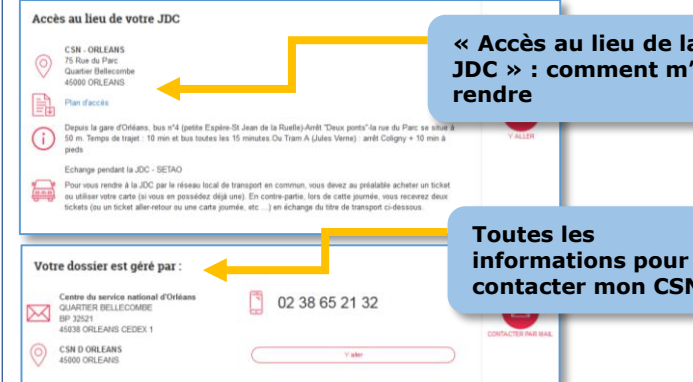 Accès au lieu de votre JDC
CSN - ORLEANS
75 Rue du Parc
Quartier Bellecombe
45000 ORLEANS
Plan d'accés
Depuis la gare d'Orléans, bus n°4 (petite Espère-St Jean de la Ruelle)-Arrêt "Deux ponts"-la rue du Parc se situe à
50 m. Temps de trajet : 10 min et bus toutes les 15 minutes.Ou Tram A (Jules Verne) : arrêt Coligny + 10 min à
pieds
Echange pendant la JDC - SETAO
Pour vous rendre à la JDC par le réseau local de transport en commun, vous devez au préalable acheter un ticket
ou utiliser votre carte (si vous en possédez déjà une). En contre-partie, lors de cette journée, vous recevrez deux
tickets (ou un ticket aller-retour ou une carte journée, etc ...) en échange du titre de transport ci-dessous.
Y ALLER
« Accès au lieu de la
JDC » : comment m'
rendre
Votre dossier est géré par :
Centre du service national d'Orléans
QUARTIER BELLECOMBE
BP 32521
45038 ORLEANS CEDEX 1
02 38 65 21 32
CSN D ORLEANS
45000 ORLEANS
Y aller
CONTACTER PAR MAIL
Toutes les
informations pour
contacter mon CSN